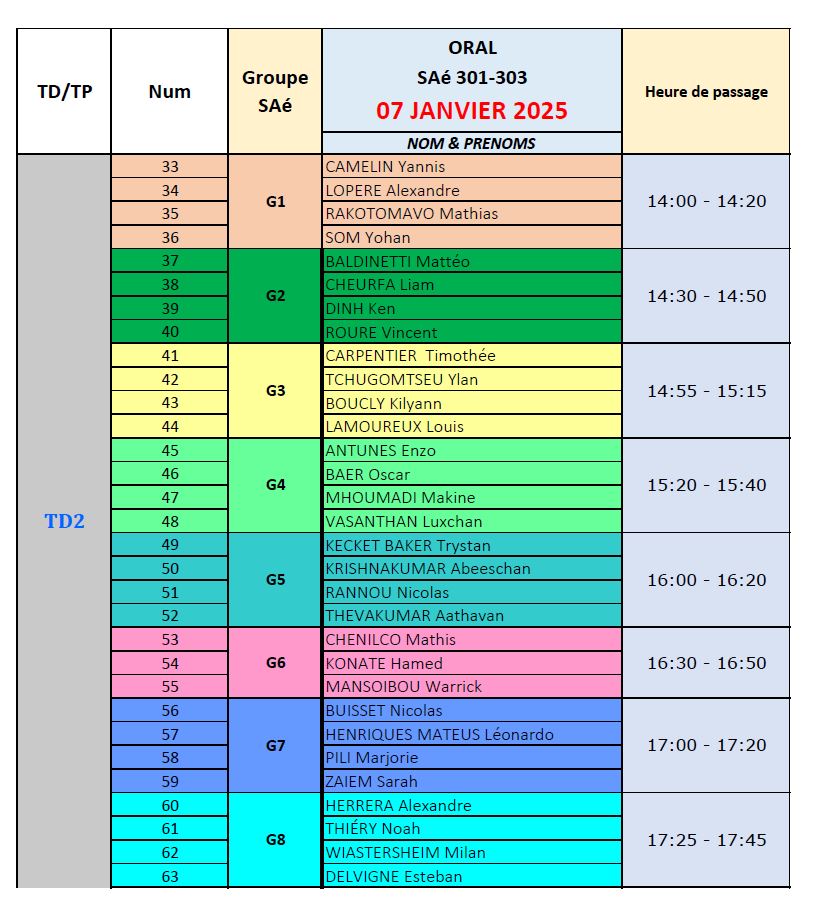 TD/TP
Num
Groupe
SAé
ORAL
SAé 301-303
07 JANVIER 2025
NOM & PRENOMS
Heure de passage
TD2
33 CAMELIN Yannis
34 LOPERE Alexandre
35 RAKOTOMAVO Mathias
36 SOM Yohan
G1
14:00 - 14:20
37 BALDINETTI Mattéo
38 CHEURFA Liam
39 DINH Ken
40 ROURE Vincent
G2
14:30 - 14:50
41 CARPENTIER  Timothée
42 TCHUGOMTSEU Ylan
43 BOUCLY Kilyann
44 LAMOUREUX Louis
G3
14:55 - 15:15
45 ANTUNES Enzo
46 BAER Oscar
47 MHOUMADI Makine
48 VASANTHAN Luxchan
G4
15:20 - 15:40
49 KECKET BAKER Trystan
50 KRISHNAKUMAR Abeeschan
51 RANNOU Nicolas
52 THEVAKUMAR Aathavan
G5
16:00 - 16:20
53 CHENILCO Mathis
54 KONATE Hamed
55 MANSOIBOU Warrick
G6
16:30 - 16:50
56 BUISSET Nicolas
57 HENRIQUES MATEUS Léonardo
58 PILI Marjorie
59 ZAIEM Sarah
G7
17:00 - 17:20
60 HERRERA Alexandre
61 THIÉRY Noah
62 WIASTERSHEIM Milan
63 DELVIGNE Esteban
G8
17:25 - 17:45